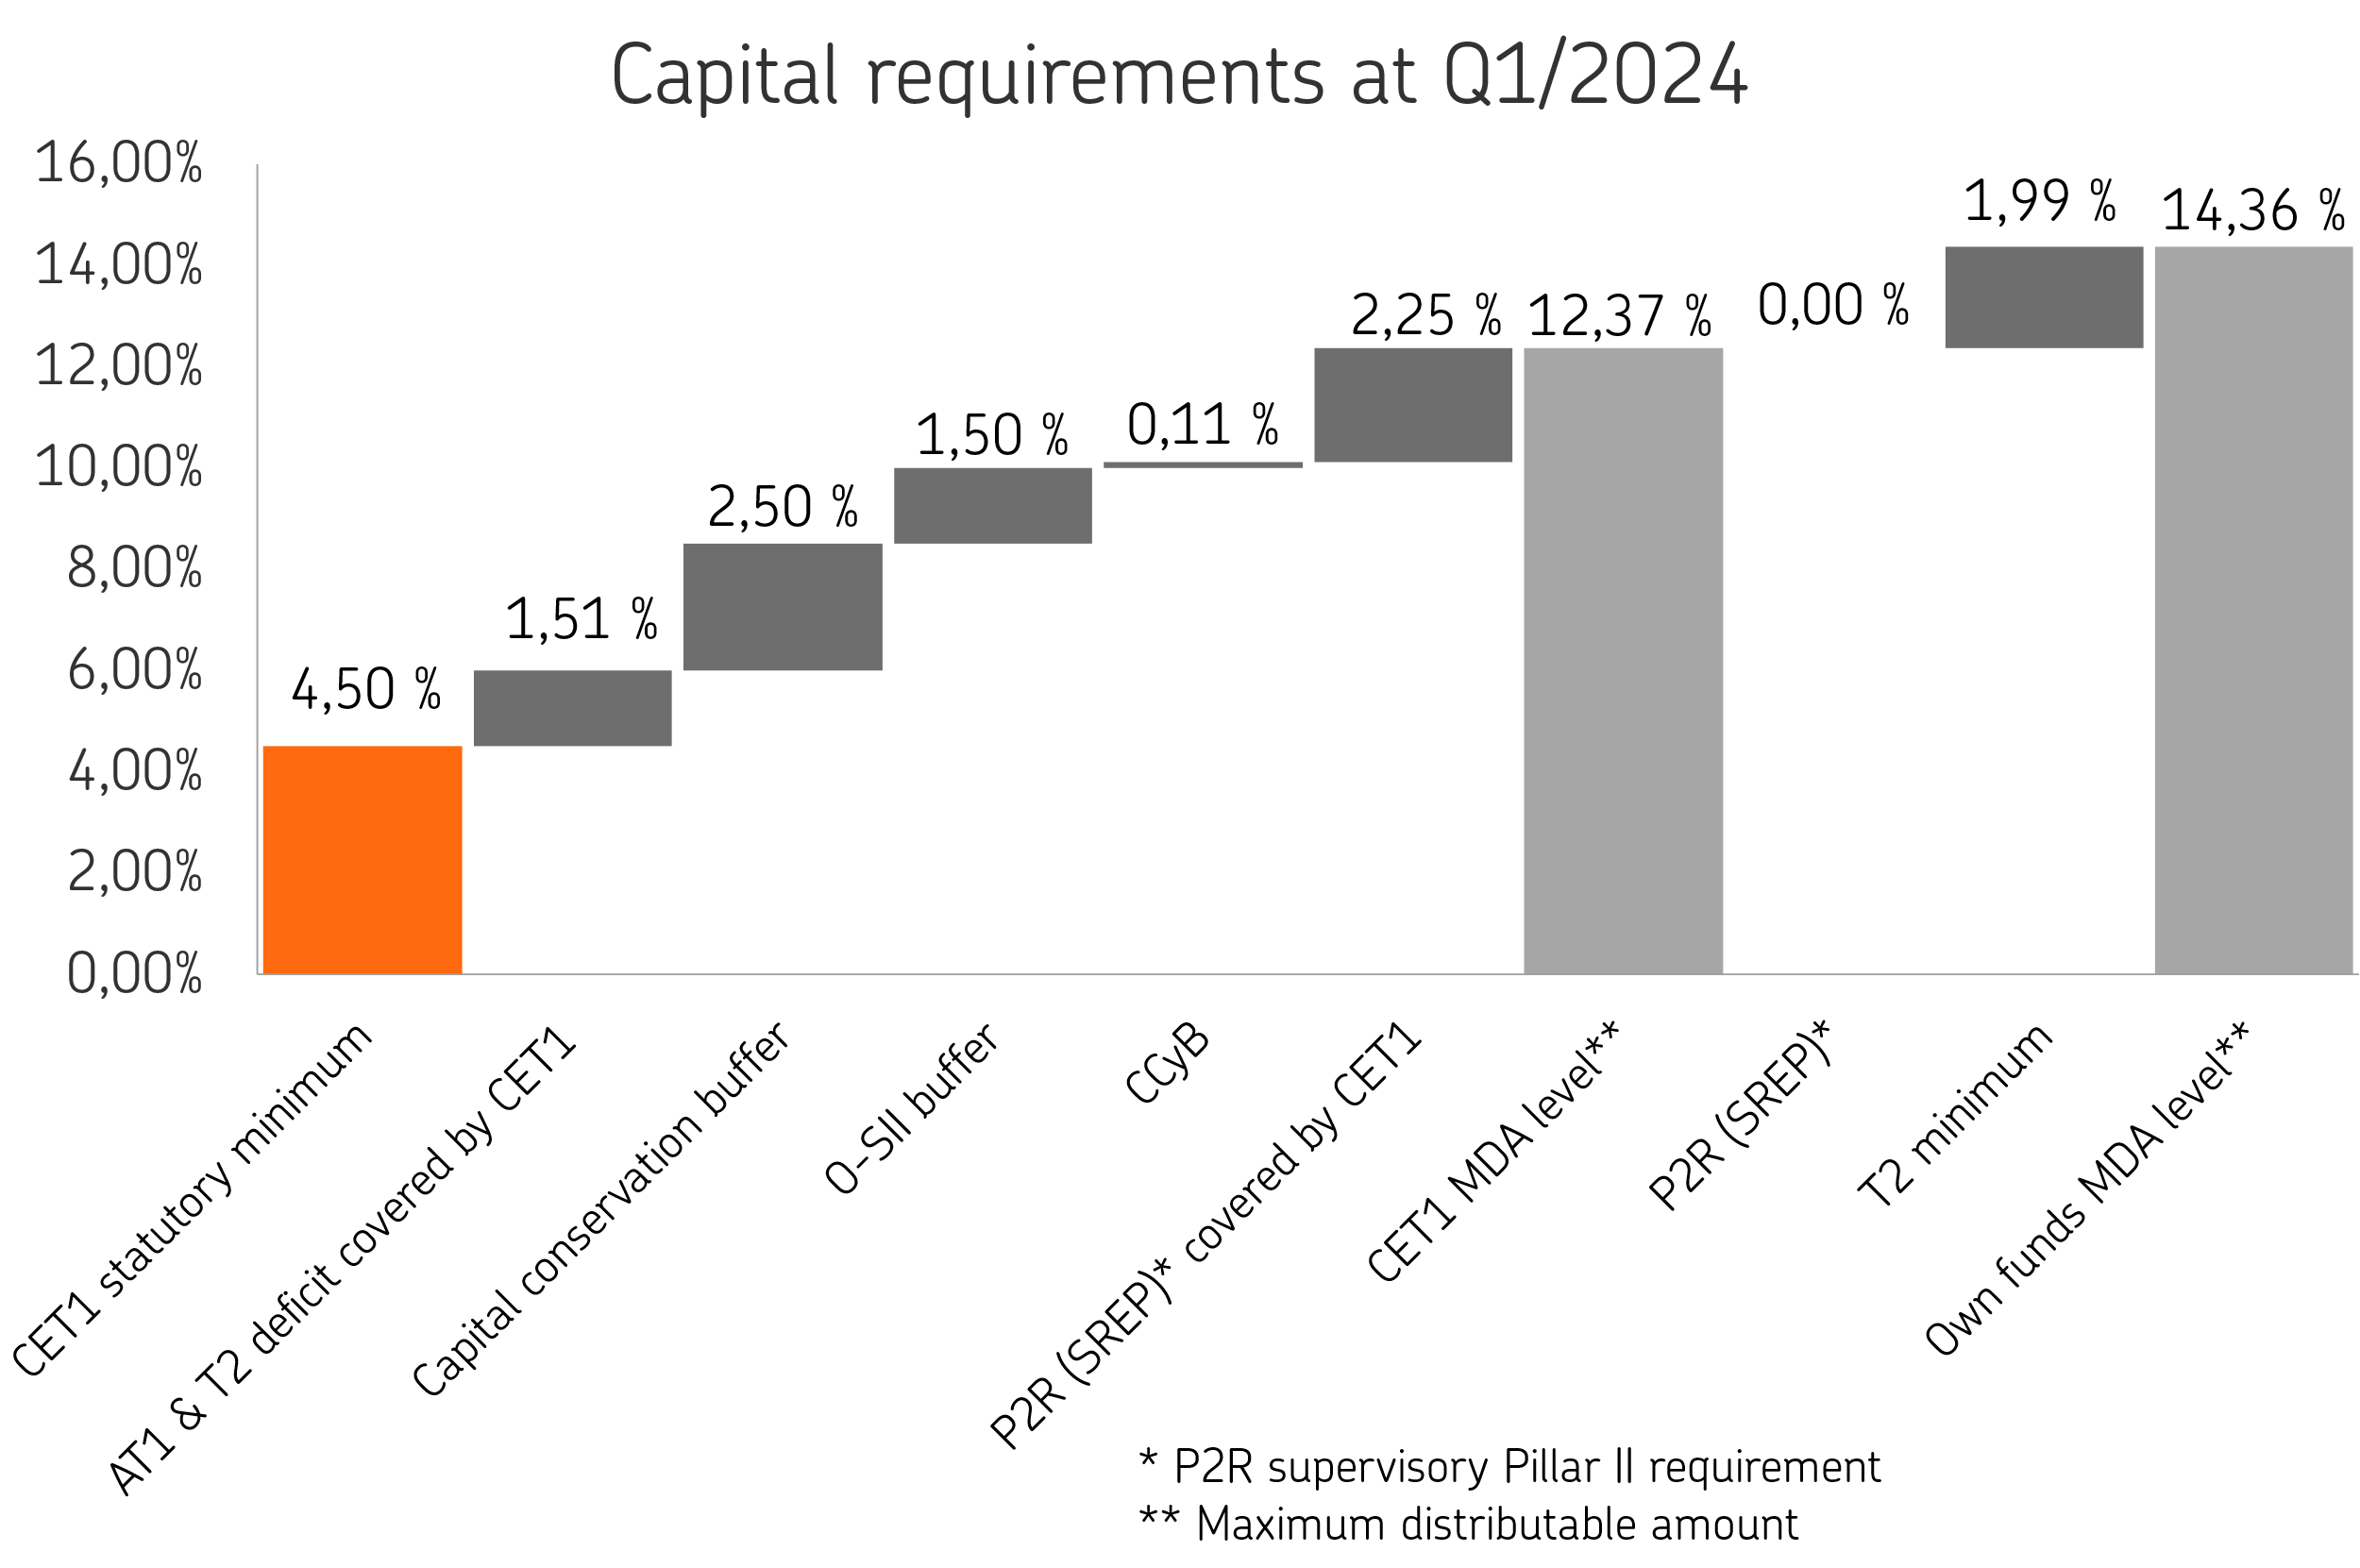 Capital requirements at Q1/2024
16,00%
14,00%
12,00%
10,00%
8,00%
6,00%
4,00%
2,00%
0,00%
4,50 %
1,51 %
2,50 %
1,50 %
0,11 %
2,25 %
12,37 %
0,00 %
1,99 %
14,36 %
CET1 statutory minimum
AT1 & T2 deficit covered by CET1
Capital conservation buffer
O-SIII buffer
CCyB
P2R (SREP)* covered by CET1
CET1 MDA level**
P2R (SREP)*
T2 minimum
Own funds MDA level**
* P2R supervisory Pillar II requirement
** Maximum distributable amount